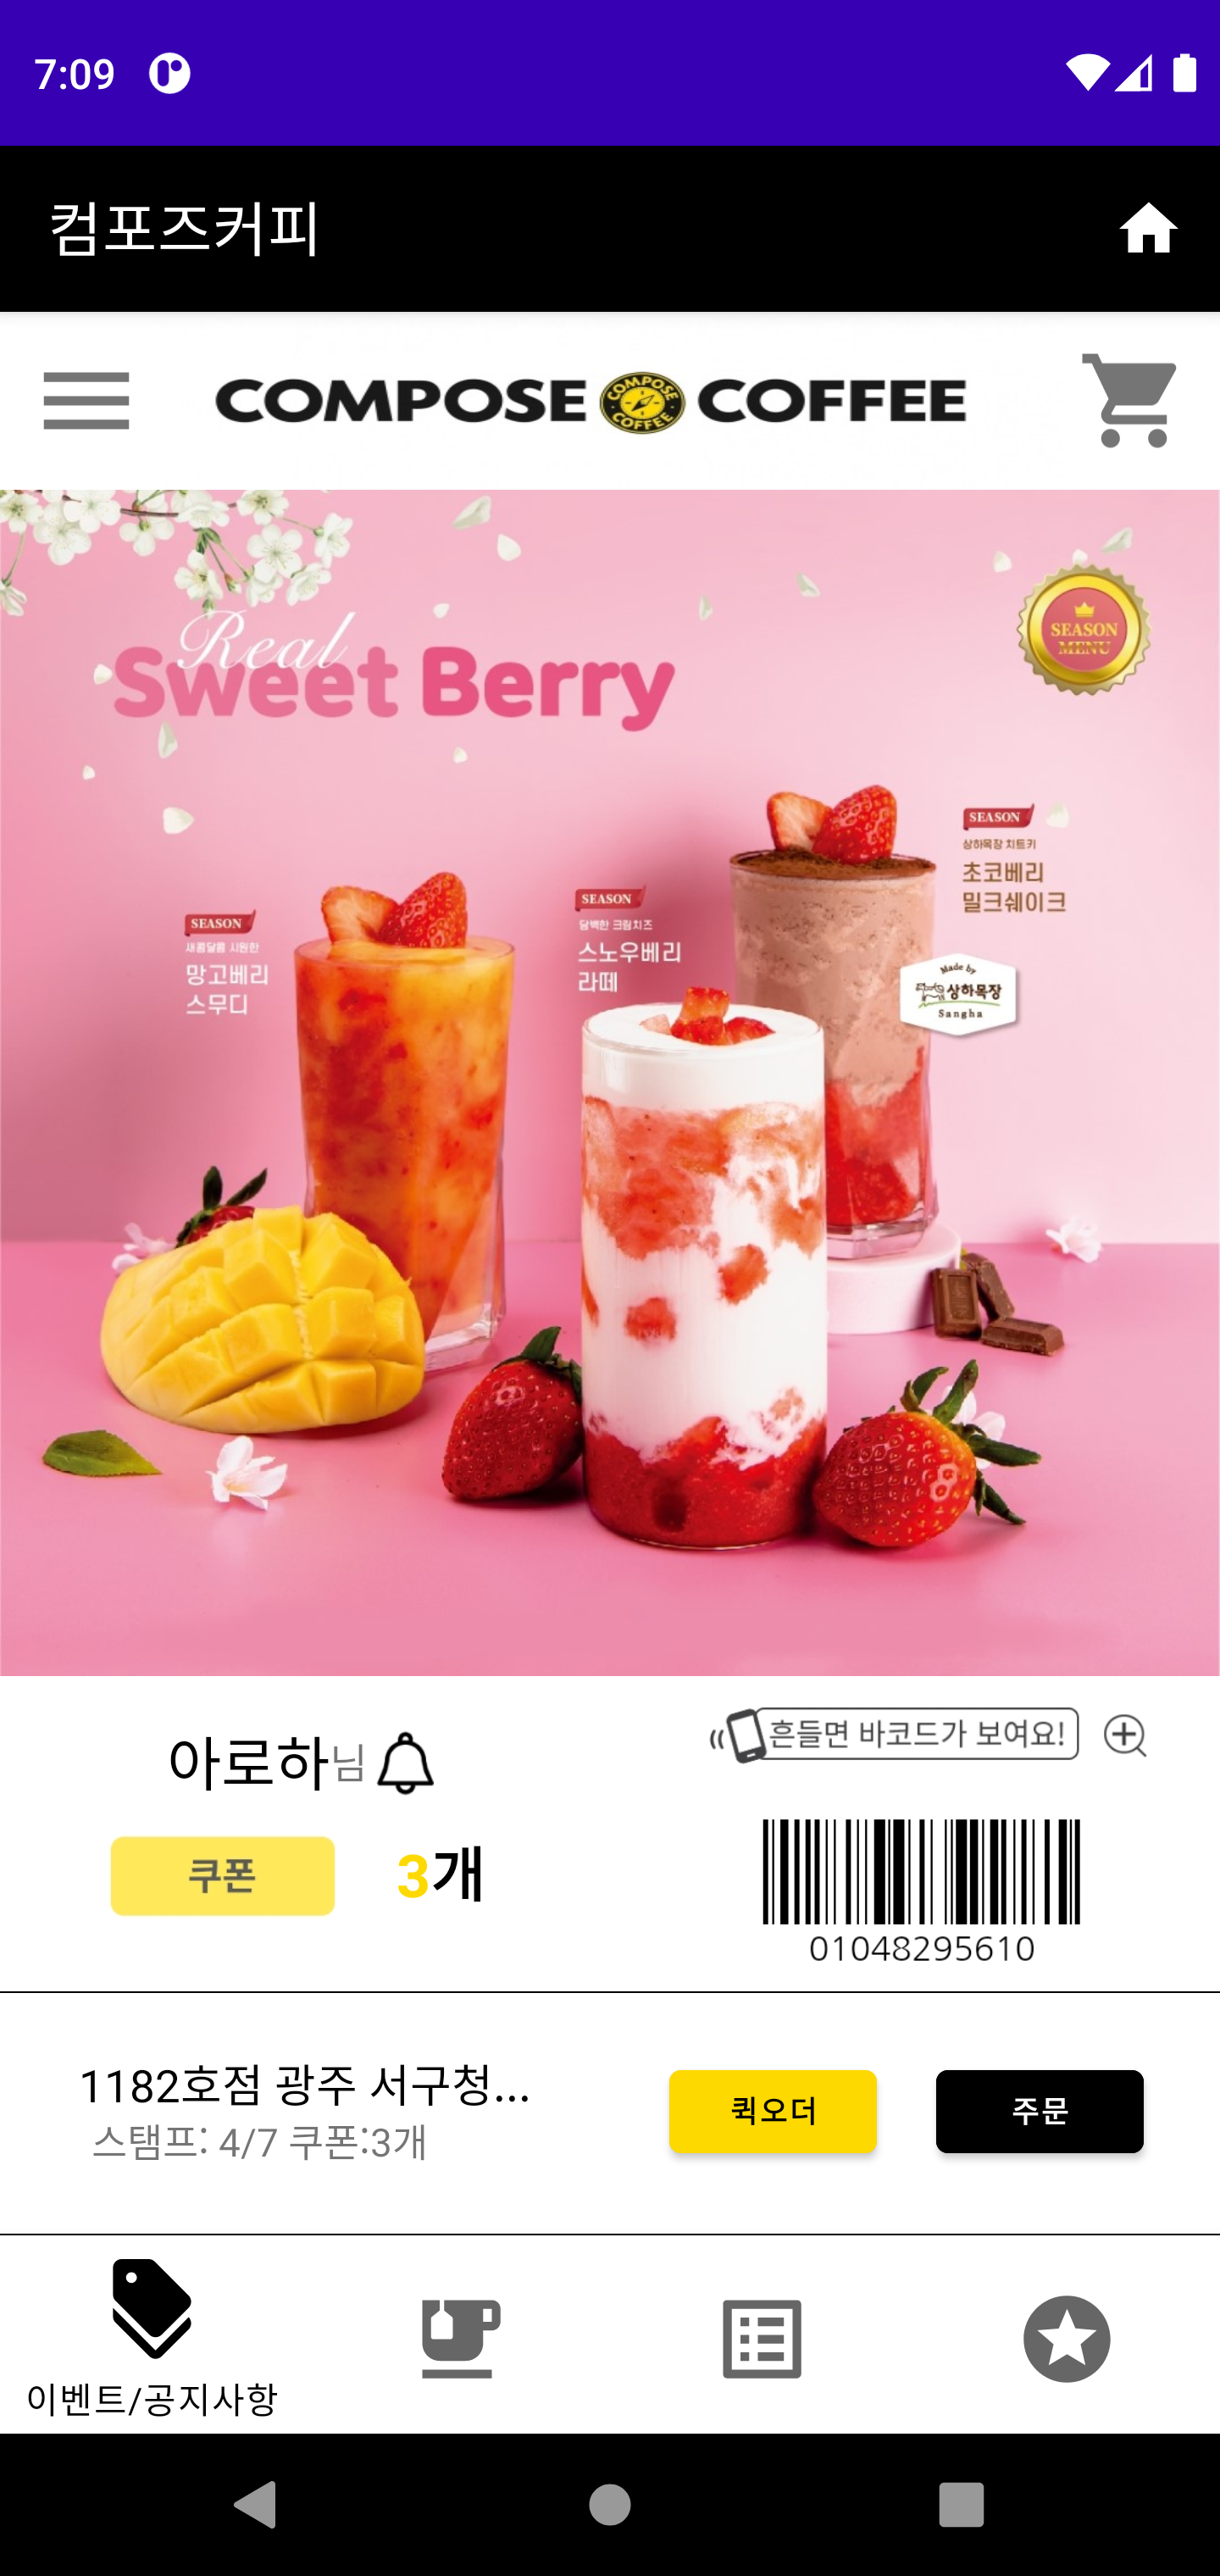 7:09
컴포즈커피
COMPOSE COMPOSE COFFEE COFFEE
Real
Sweet Berry
SEASON
MENU
SEASON
상하목장 치트키
초코베리
밀크쉐이크
SEASON
담백한 크림치즈
스노우베리
라떼
SEASON
새콤달콤 시원한
망고베리
스무디
Made by
상하목장
Sangha
아로하님
흔들면 바코드가 보여요!
쿠폰 3개
01048295610
1182호점 광주 서구청...
스탬프: 4/7 쿠폰:3개
퀵오더
주문
이벤트/공지사항